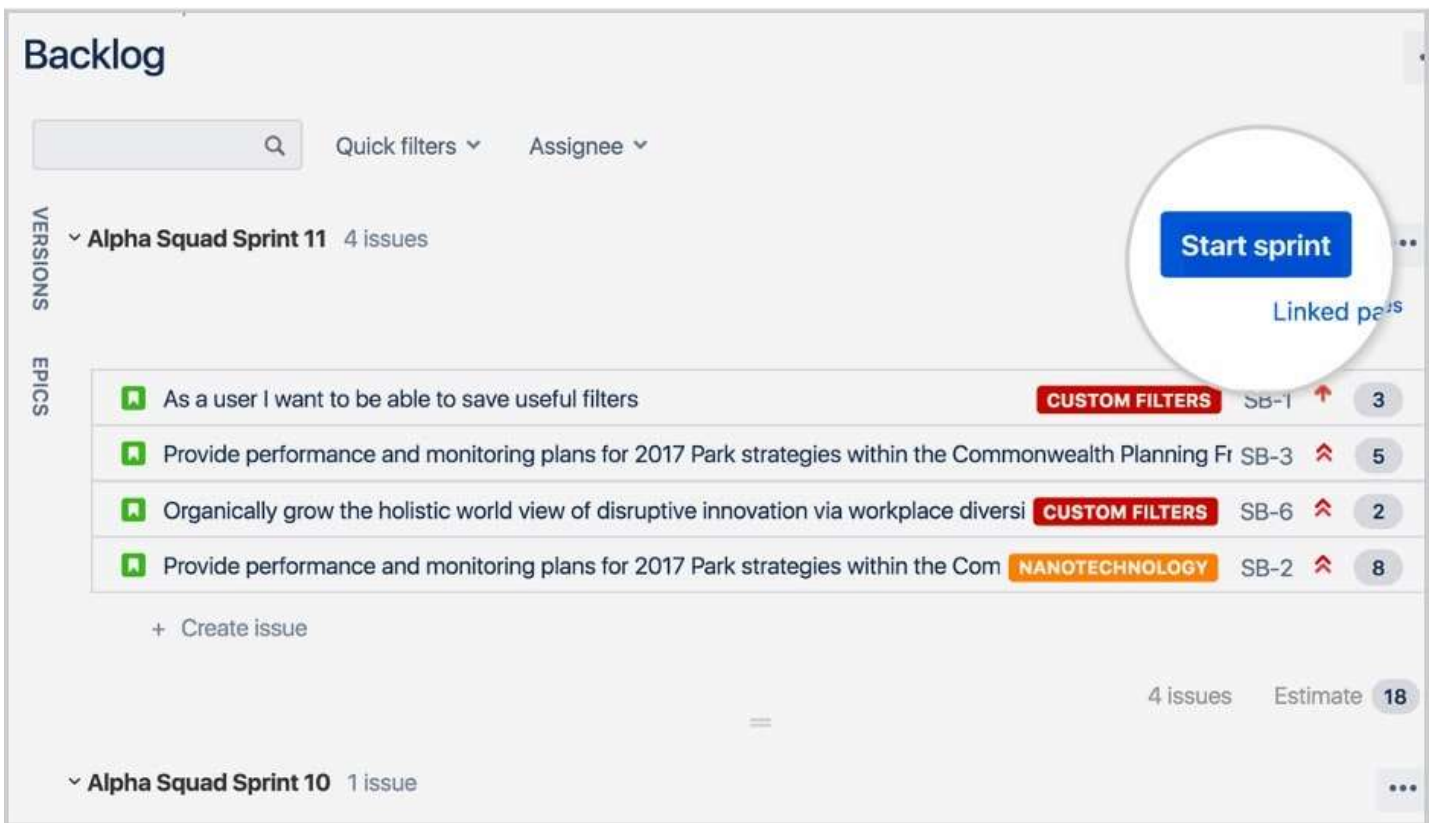 Backlog
Quick filters Assignee
VERSIONS
Alpha Squad Sprint 11 4 issues
Start sprint
Linked pa
EPICS
As a user I want to be able to save useful filters CUSTOM FILTERS SB-1 3
Provide performance and monitoring plans for 2017 Park strategies within the Commonwealth Planning Fr SB-3 5
Organically grow the holistic world view of disruptive innovation via workplace diversi CUSTOM FILTERS SB-6 2
Provide performance and monitoring plans for 2017 Park strategies within the Com NANOTECHNOLOGY SB-2 8
+ Create issue
4 issues Estimate 18
Alpha Squad Sprint 10 1 issue